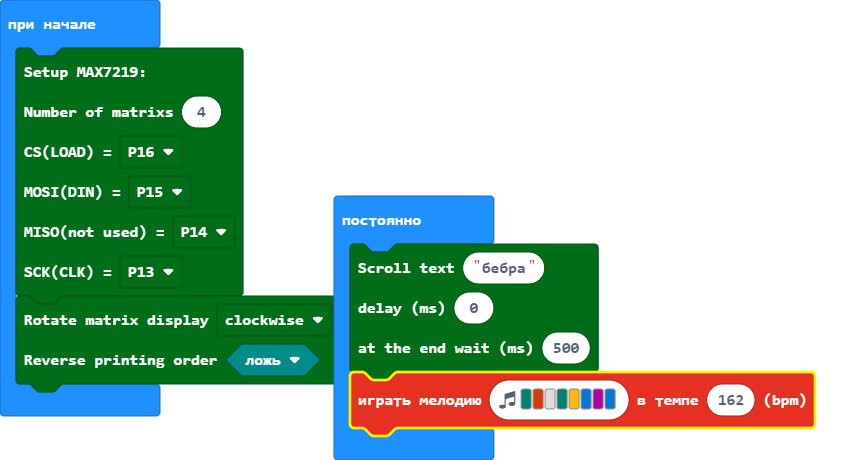 при начале
Setup MAX7219:
Number of matrixs 4
CS(LOAD) = P16
MOSI(DIN) = P15
MISO(not used) = P14
SCK(CLK) = P13
Rotate matrix display clockwise
Reverse printing order ложь
постоянно
Scroll text "бебра"
delay (ms) 0
at the end wait (ms) 500
играть мелодию в темпе 162 (bpm)